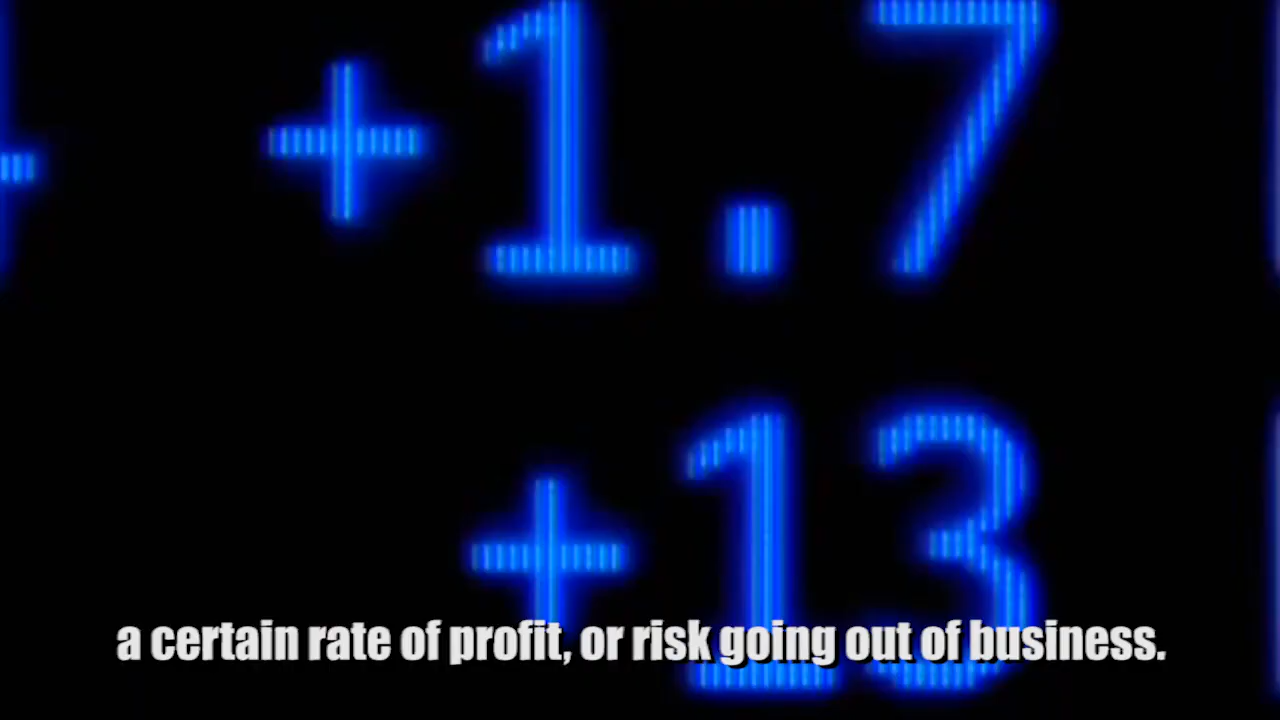 +1.7
+13
a certain rate of profit, or risk going out of business.